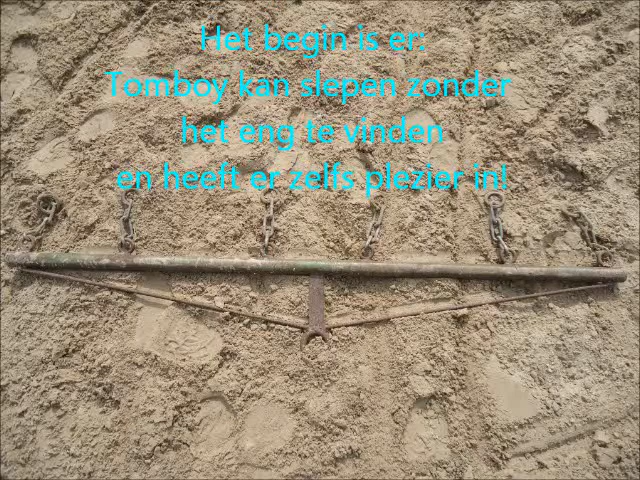 Het begin is er:
Tomboy kan slepen zonder
het eng te vinden
en heeft er zelfs plezier in!